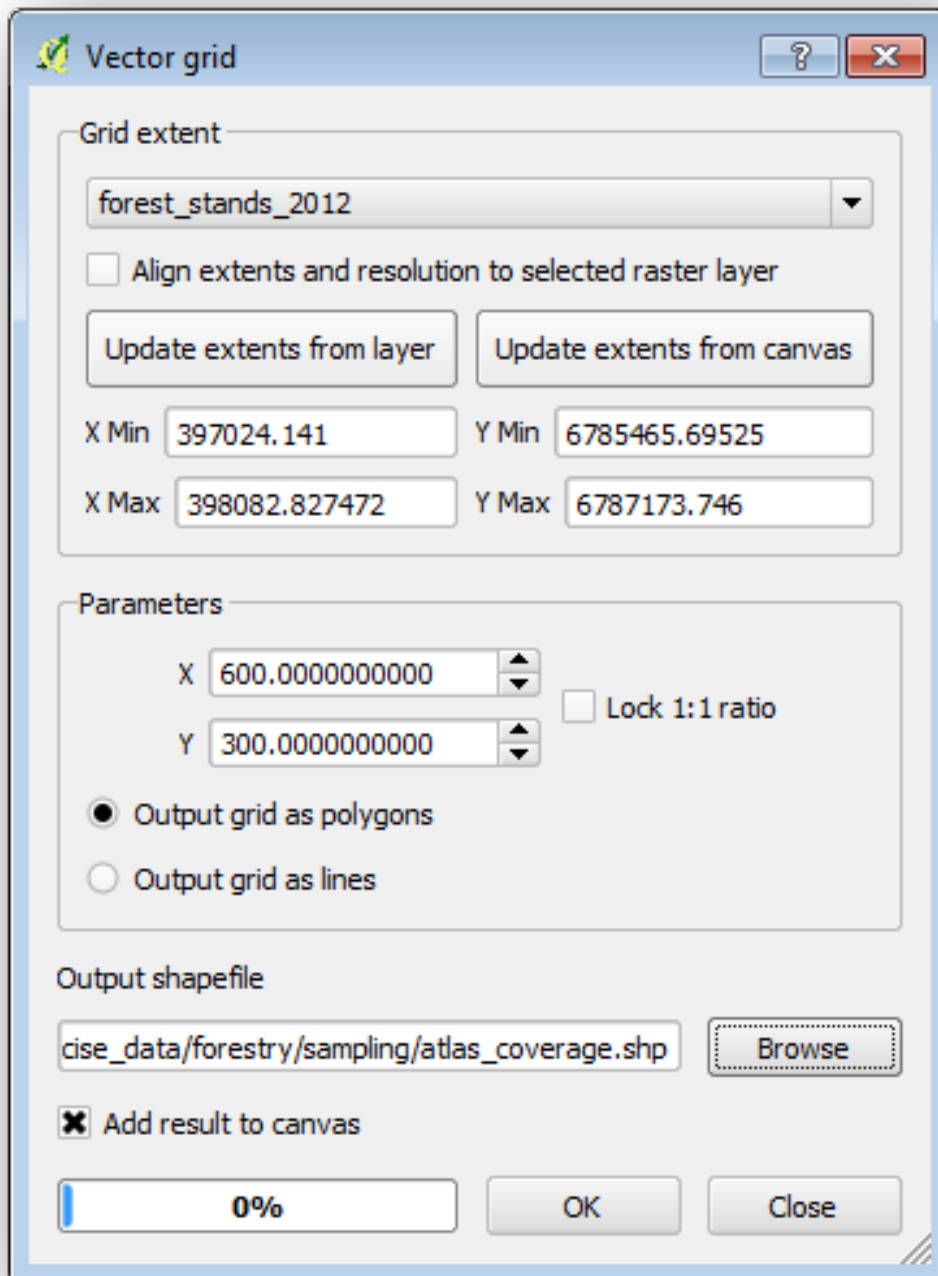 Vector grid
Grid extent
forest_stands_2012
Align extents and resolution to selected raster layer
Update extents from layer Update extents from canvas
X Min 397024.141 Y Min 6785465.69525
X Max 398082.827472 Y Max 6787173.746
Parameters
X 600.0000000000
Lock 1:1 ratio
Y 300.0000000000
Output grid as polygons
Output grid as lines
Output shapefile
cise_data/forestry/sampling/atlas_coverage.shp Browse
Add result to canvas
0% OK Close